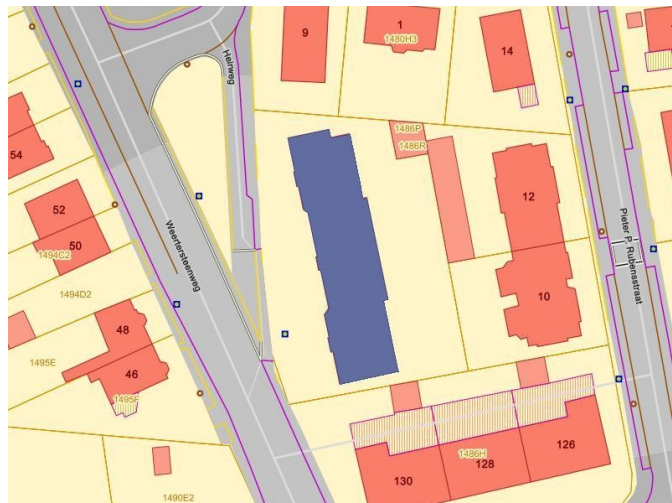 9
1
1480H3
14
Heirweg
54
1486P
1486R
52
50
1494C2
12
Weertersteenweg
Pieter P. Rubensstraat
1494D2
10
48
1495E
46
1495F
1486H
126
128
130
1490E2